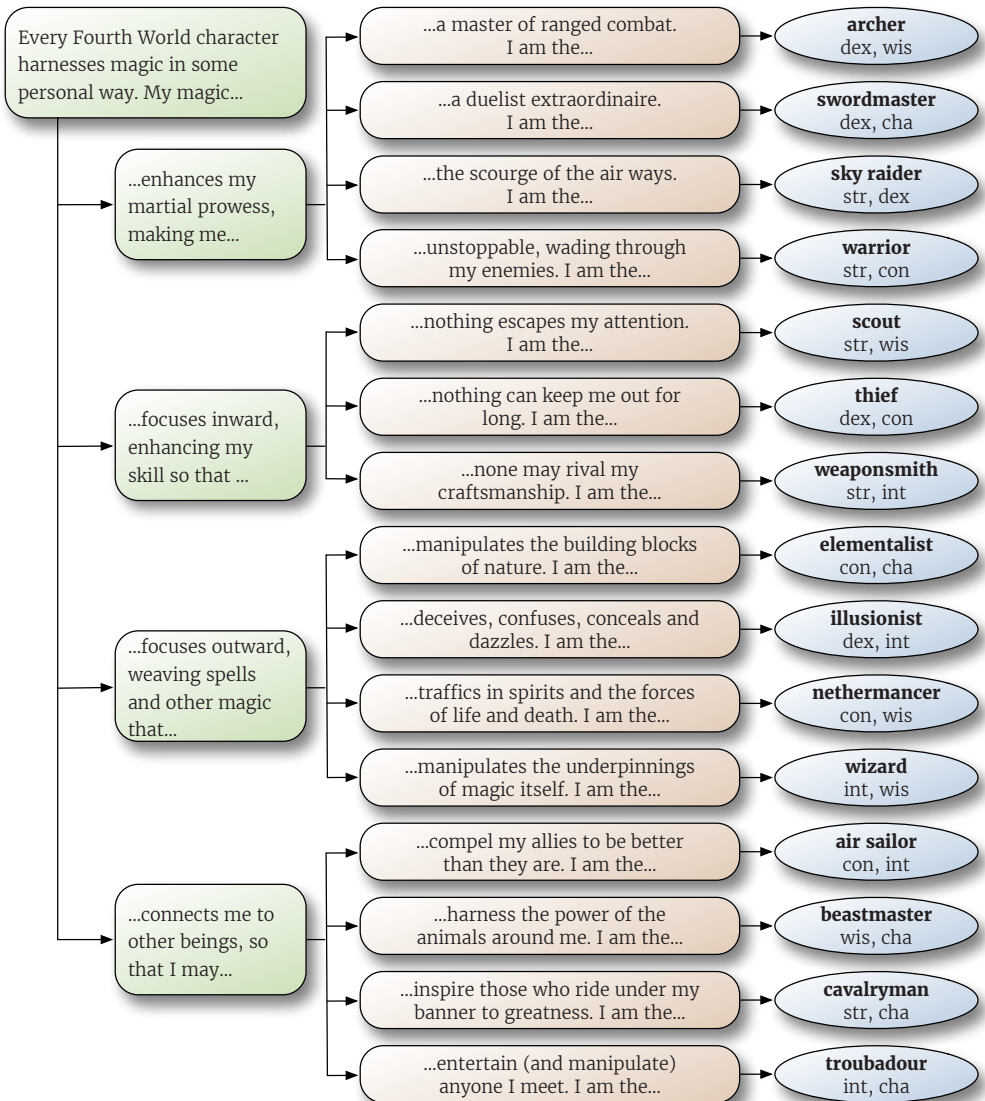 Every Fourth World character
harnesses magic in some
personal way. My magic...
...enhances my
martial prowess,
making me...
...a master of ranged combat.
I am the...
archer
dex, wis
...a duelist extraordinaire.
I am the...
swordmaster
dex, cha
...the scourge of the air ways.
I am the...
sky raider
str, dex
...unstoppable, wading through
my enemies. I am the...
warrior
str, con
...focuses inward,
enhancing my
skill so that ...
...nothing escapes my attention.
I am the...
scout
str, wis
...nothing can keep me out for
long. I am the...
thief
dex, con
...none may rival my
craftsmanship. I am the...
weaponsmith
str, int
...focuses outward,
weaving spells
and other magic
that...
...manipulates the building blocks
of nature. I am the...
elementalist
con, cha
...deceives, confuses, conceals and
dazzles. I am the...
illusionist
dex, int
...traffics in spirits and the forces
of life and death. I am the...
nethermancer
con, wis
...manipulates the underpinnings
of magic itself. I am the...
wizard
int, wis
...connects me to
other beings, so
that I may...
...compel my allies to be better
than they are. I am the...
air sailor
con, int
...harness the power of the
animals around me. I am the...
beastmaster
wis, cha
...inspire those who ride under my
banner to greatness. I am the...
cavalryman
str, cha
...entertain (and manipulate)
anyone I meet. I am the...
troubadour
int, cha